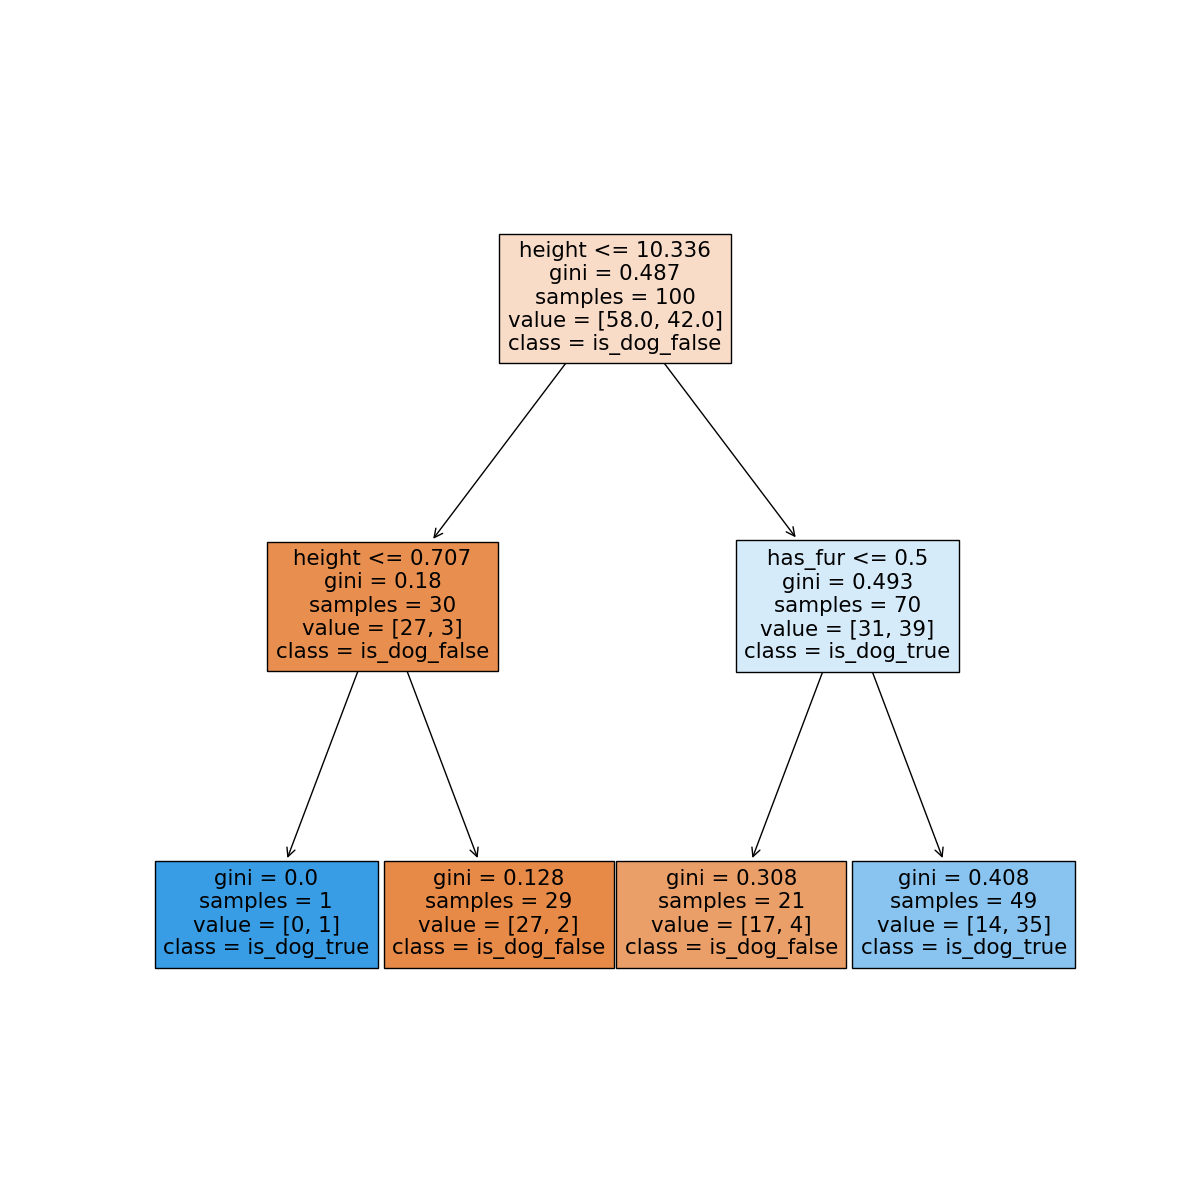 height <= 10.336
gini = 0.487
samples = 100
value = [58.0, 42.0]
class = is_dog_false
height <= 0.707
gini = 0.18
samples = 30
value = [27, 3]
class = is_dog_false
has_fur <= 0.5
gini = 0.493
samples = 70
value = [31, 39]
class = is_dog_true
gini = 0.0
samples = 1
value = [0, 1]
class = is_dog_true
gini = 0.128
samples = 29
value = [27, 2]
class = is_dog_false
gini = 0.308
samples = 21
value = [17, 4]
class = is_dog_false
gini = 0.408
samples = 49
value = [14, 35]
class = is_dog_true